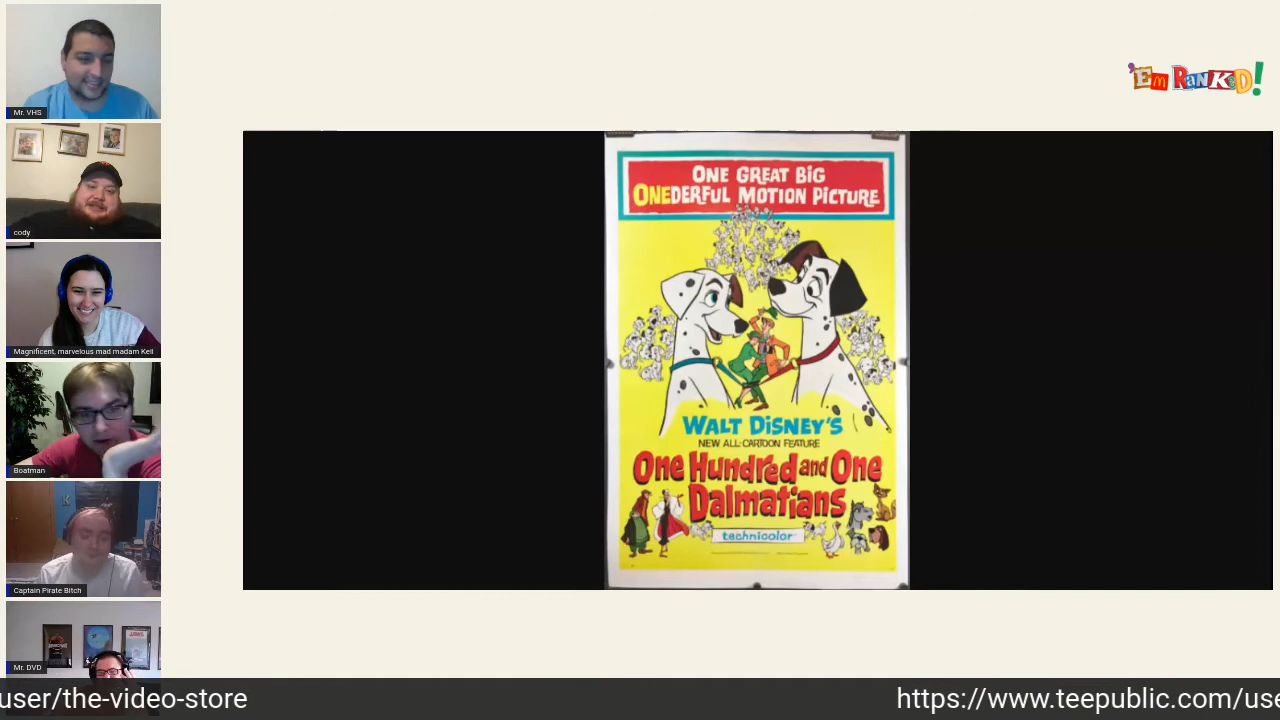 Mr. VHS
cody
Magnificent, marvelous mad madam Kell
Boatman
Captain Pirate Bitch
Mr. DVD
'Em RanKeD!
ONE GREAT BIG
ONEDERFUL MOTION PICTURE
WALT DISNEY'S
NEW ALL-CARTOON FEATURE
One Hundred and One
Dalmatians
technicolor
user/the-video-store
https://www.teepublic.com/use